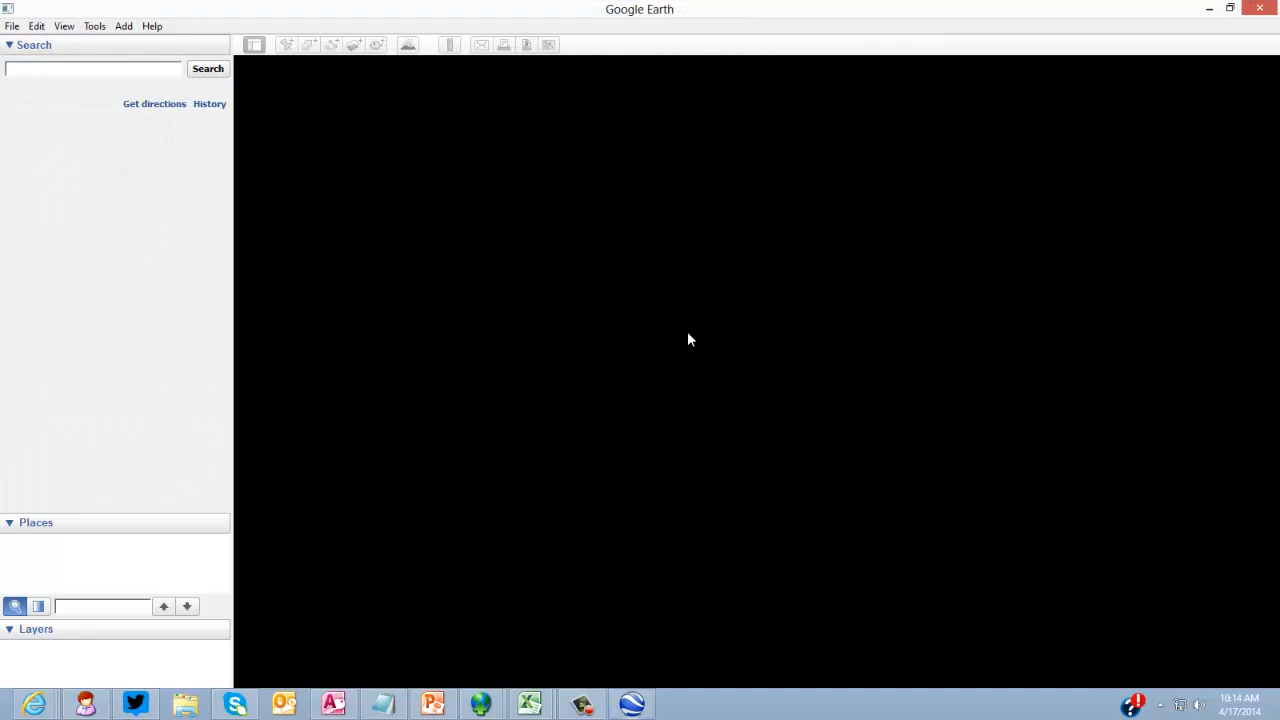 Google Earth
File Edit View Tools Add Help
Search
Search
Get directions History
Places
Layers
10:14 AM
4/17/2014